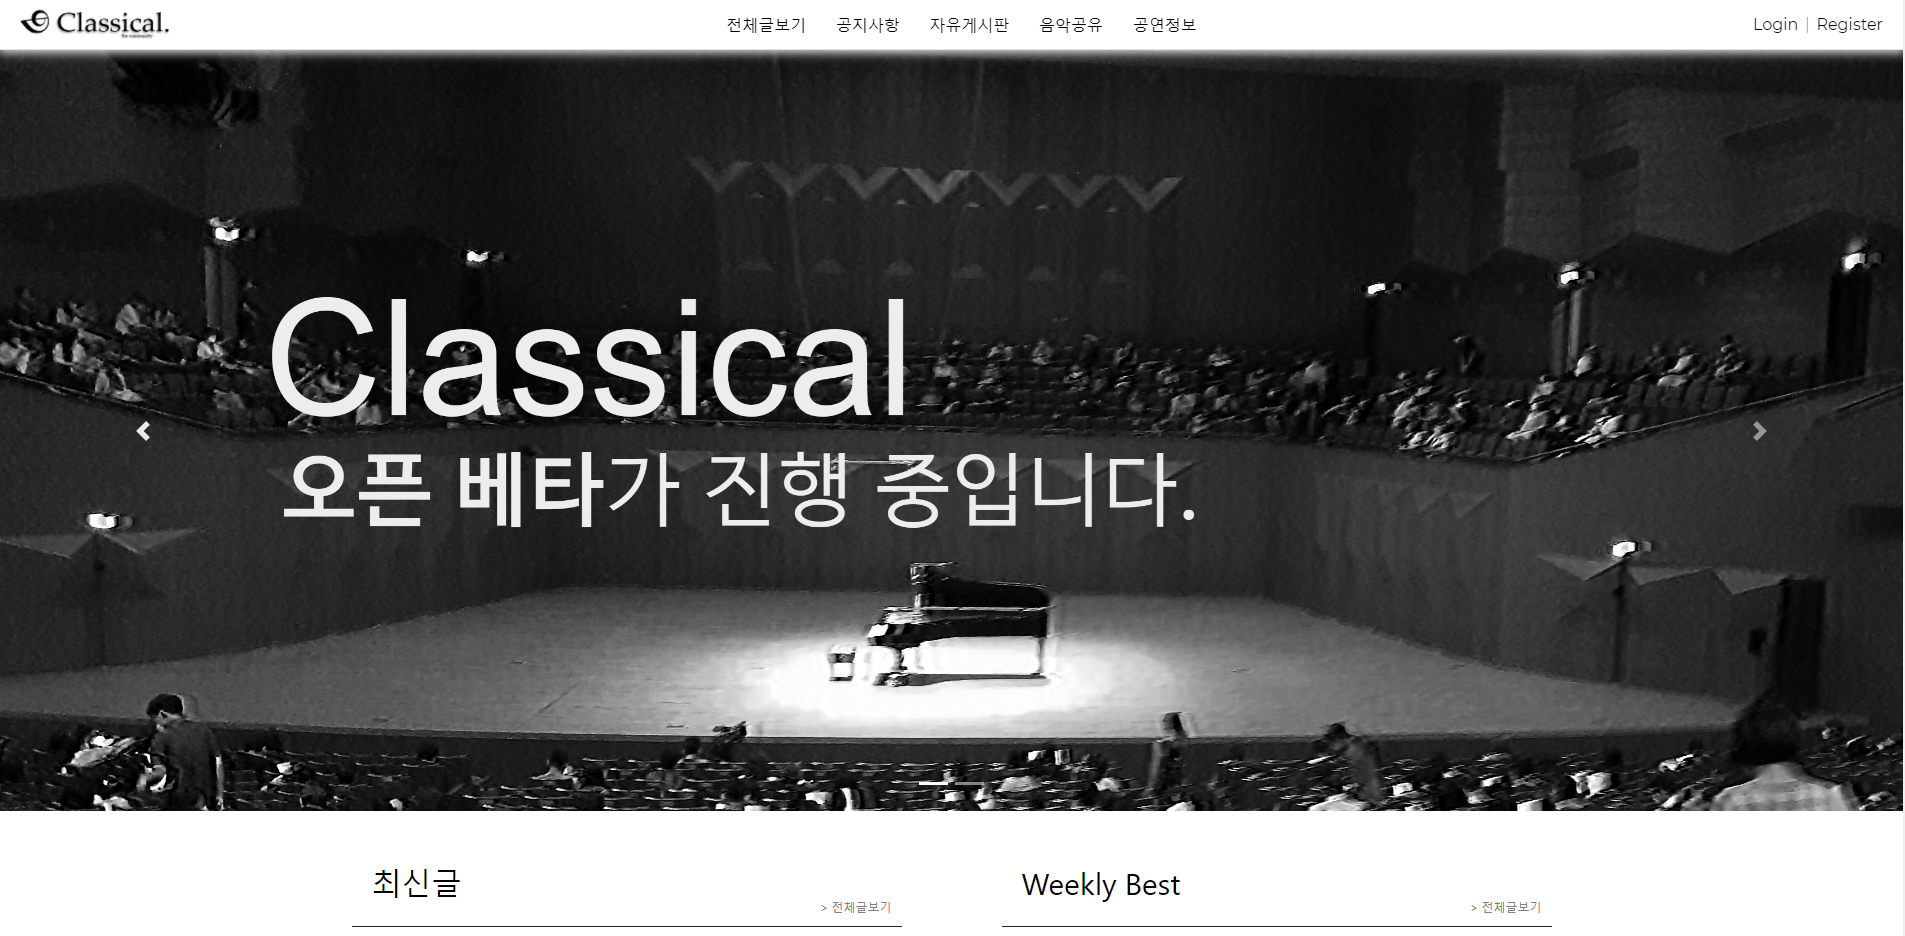 Classical.
the community
전체글보기 공지사항 자유게시판 음악공유 공연정보
Login | Register
Classical
오픈 베타가 진행 중입니다.
최신글
> 전체글보기
Weekly Best
> 전체글보기